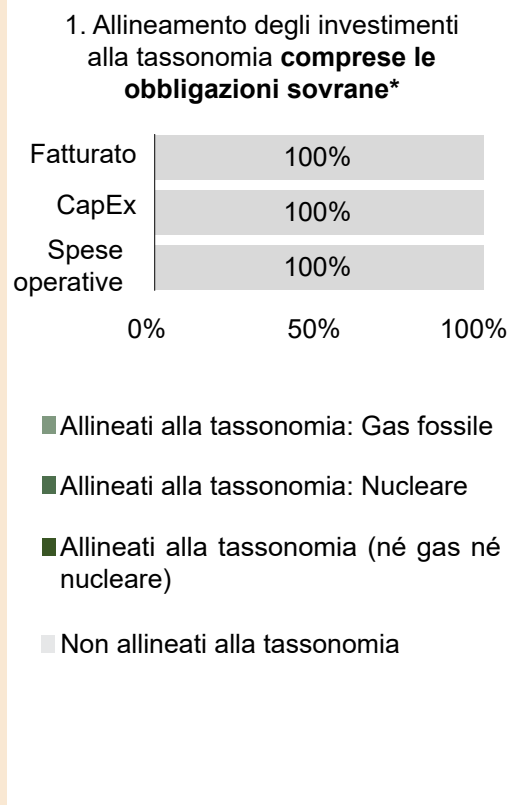 1. Allineamento degli investimenti
alla tassonomia comprese le
obbligazioni sovrane*
Fatturato
100%
CapEx
100%
Spese
operative
100%
0%
50%
100%
Allineati alla tassonomia: Gas fossile
Allineati alla tassonomia: Nucleare
Allineati alla tassonomia (né gas né
nucleare)
Non allineati alla tassonomia